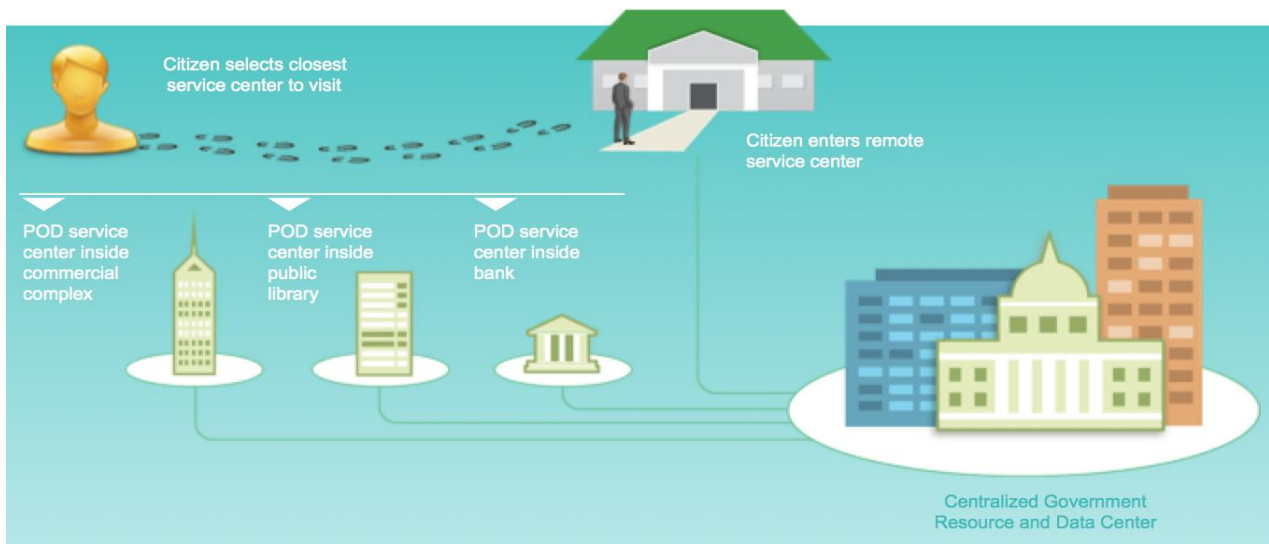 Citizen selects closest
service center to visit
Citizen enters remote
service center
POD service
center inside
commercial
complex
POD service
center inside
public
library
POD service
center inside
bank
Centralized Government
Resource and Data Center